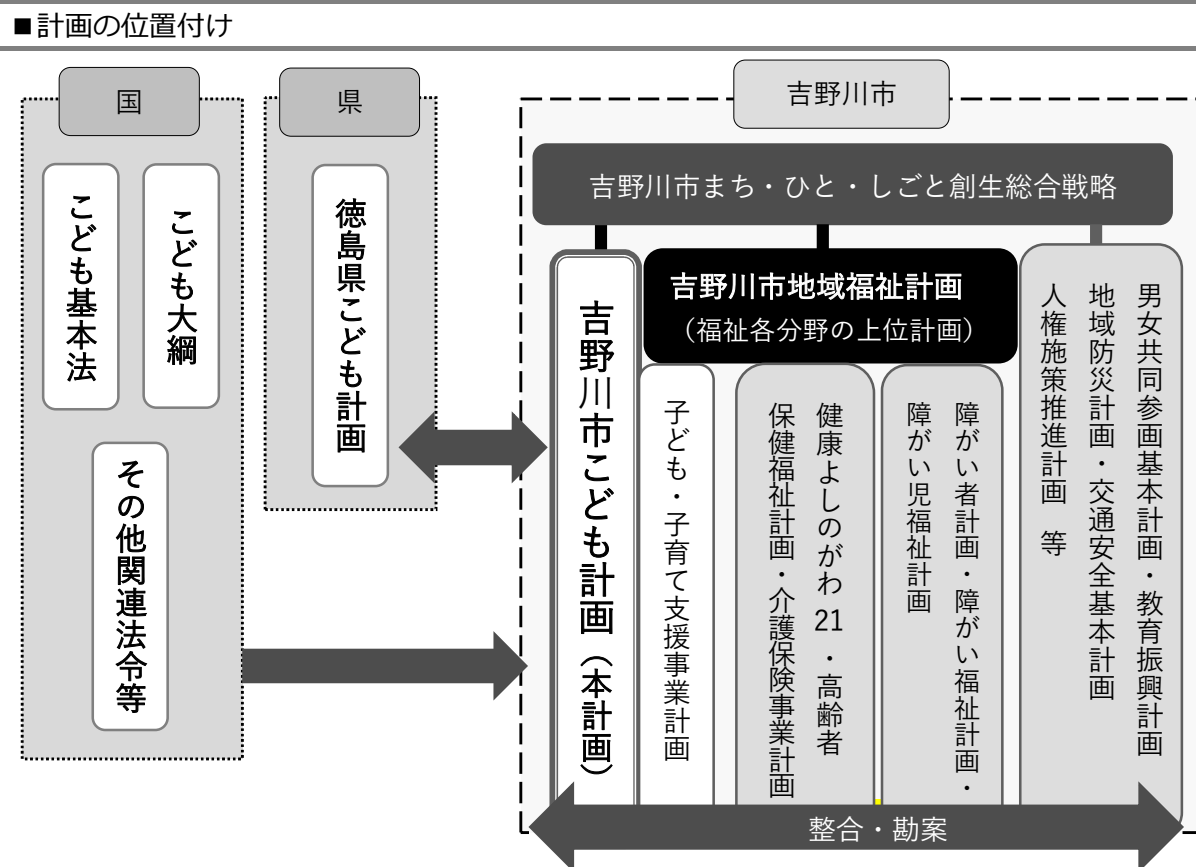 ■計画の位置付け
国
こども基本法
こども大綱
その他関連法令等
県
徳島県こども計画
吉野川市
吉野川市まち・ひと・しごと創生総合戦略
吉野川市こども計画（本計画）
吉野川市地域福祉計画
（福祉各分野の上位計画）
子ども・子育て支援事業計画
健康よしのがわ21・高齢者
保健福祉計画・介護保険事業計画
障がい者計画・障がい福祉計画・
障がい児福祉計画
男女共同参画基本計画・教育振興計画
地域防災計画・交通安全基本計画
人権施策推進計画　等
整合・勘案